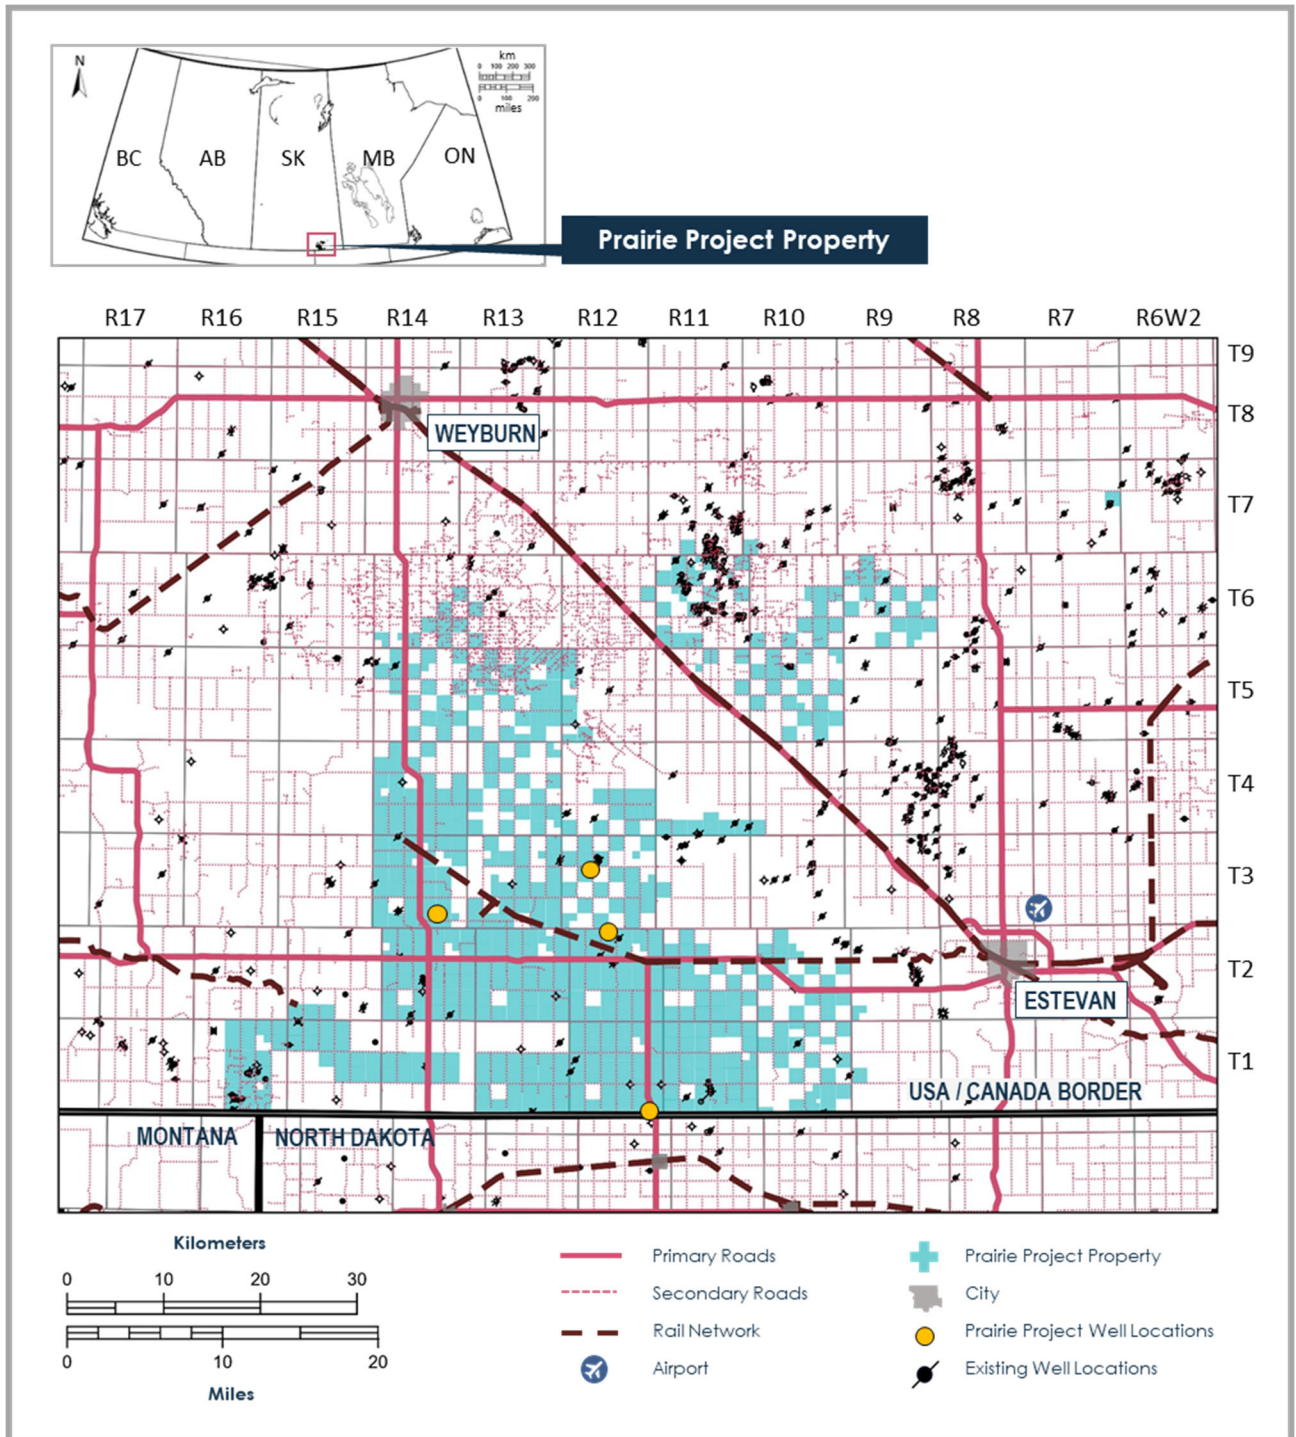 N
km
0 100 200 300
0 100 200
miles
BC AB SK MB ON
Prairie Project Property
R17 R16 R15 R14 R13 R12 R11 R10 R9 R8 R7 R6W2
T9
T8
WEYBURN
T7
T6
T5
T4
T3
T2
ESTEVAN
T1
USA / CANADA BORDER
MONTANA NORTH DAKOTA
Kilometers
0 10 20 30
0 10 20
Miles
Primary Roads
Secondary Roads
Rail Network
Airport
Prairie Project Property
City
Prairie Project Well Locations
Existing Well Locations